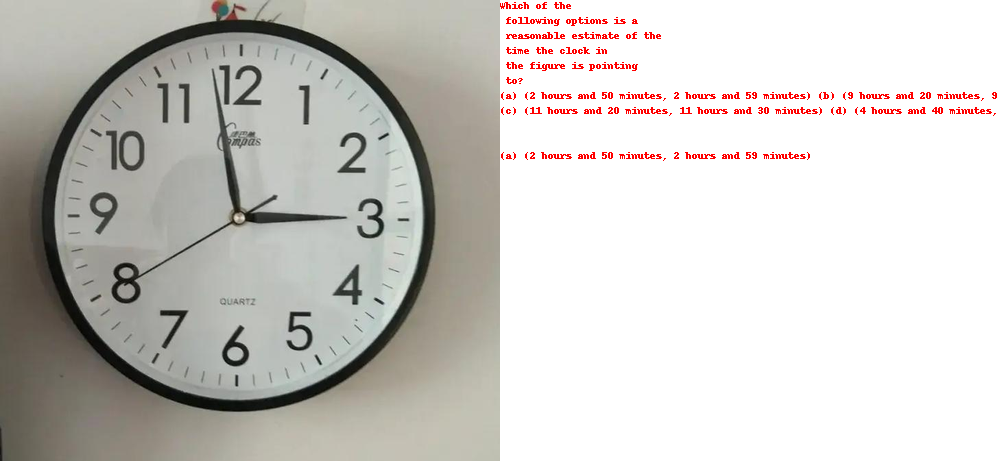 12
11
1
10
2
9
3
8
4
7
5
6
Compas
QUARTZ
Which of the
following options is a
reasonable estimate of the
time the clock in
the figure is pointing
to?
(a) (2 hours and 50 minutes, 2 hours and 59 minutes) (b) (9 hours and 20 minutes, 9
(c) (11 hours and 20 minutes, 11 hours and 30 minutes) (d) (4 hours and 40 minutes,
(a) (2 hours and 50 minutes, 2 hours and 59 minutes)